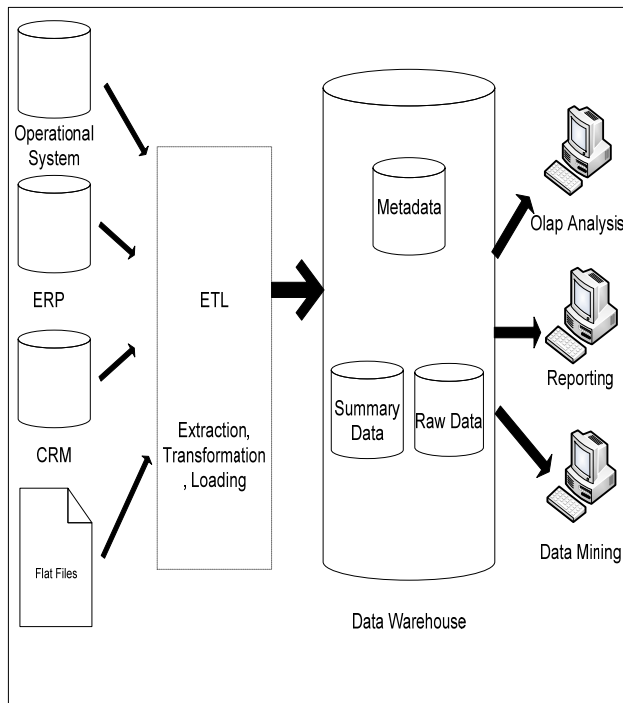 Operational
System
ERP
CRM
Flat Files
ETL
Extraction,
Transformation
, Loading
Metadata
Summary
Data
Raw Data
Data Warehouse
Olap Analysis
Reporting
Data Mining